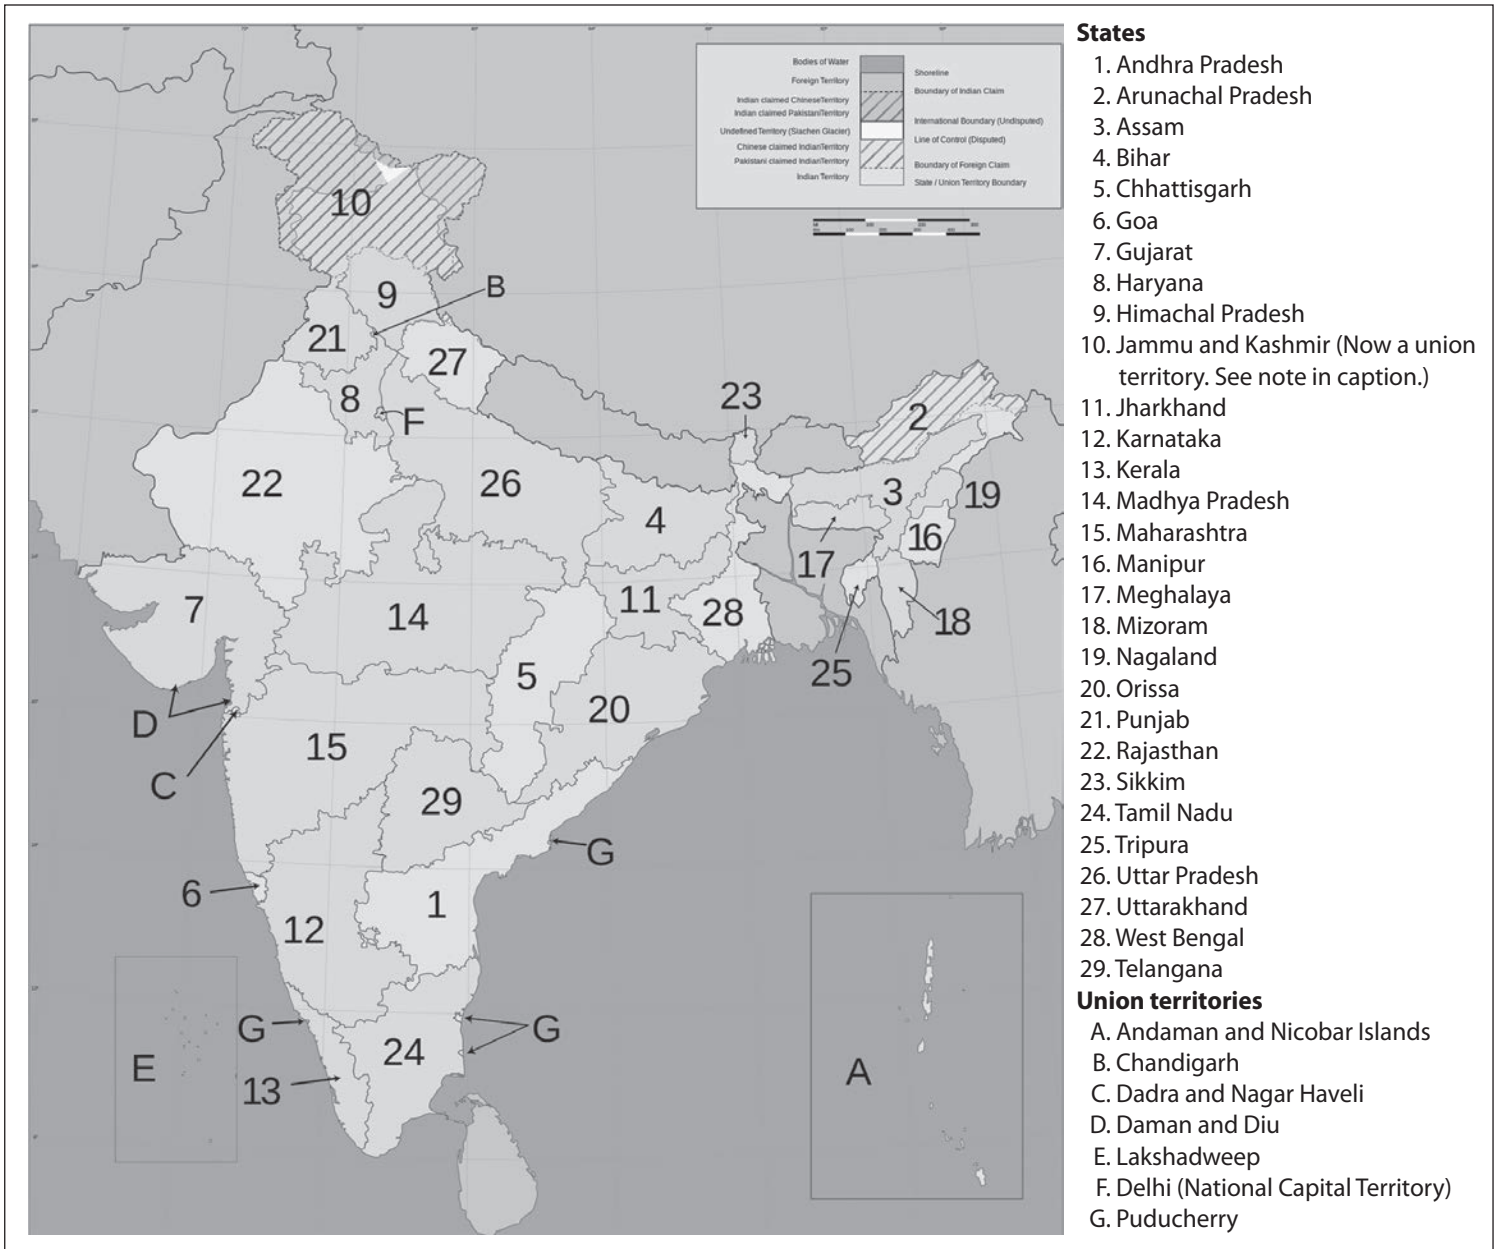 Bodies of Water
Foreign Territory
Indian claimed ChineseTerritory
Indian claimed PakistaniTerritory
Undefined Territory (Siachen Glacier)
Chinese claimed IndianTerritory
Pakistani claimed IndianTerritory
Indian Territory
Shoreline
Boundary of Indian Claim
International Boundary (Undisputed)
Line of Control (Disputed)
Boundary of Foreign Claim
State / Union Territory Boundary
10
9
B
21
27
8
F
23
2
22
26
3
19
4
16
17
7
14
11
28
18
5
25
D
20
15
C
29
G
6
1
12
G
G
24
E
13
A
States
1. Andhra Pradesh
2. Arunachal Pradesh
3. Assam
4. Bihar
5. Chhattisgarh
6. Goa
7. Gujarat
8. Haryana
9. Himachal Pradesh
10. Jammu and Kashmir (Now a union
territory. See note in caption.)
11. Jharkhand
12. Karnataka
13. Kerala
14. Madhya Pradesh
15. Maharashtra
16. Manipur
17. Meghalaya
18. Mizoram
19. Nagaland
20. Orissa
21. Punjab
22. Rajasthan
23. Sikkim
24. Tamil Nadu
25. Tripura
26. Uttar Pradesh
27. Uttarakhand
28. West Bengal
29. Telangana
Union territories
A. Andaman and Nicobar Islands
B. Chandigarh
C. Dadra and Nagar Haveli
D. Daman and Diu
E. Lakshadweep
F. Delhi (National Capital Territory)
G. Puducherry